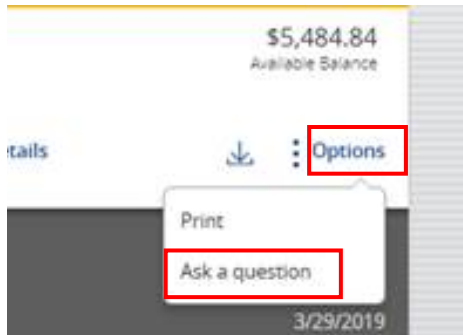 $5,484.84
Available Balance
tails
Options
Print
Ask a question
3/29/2019